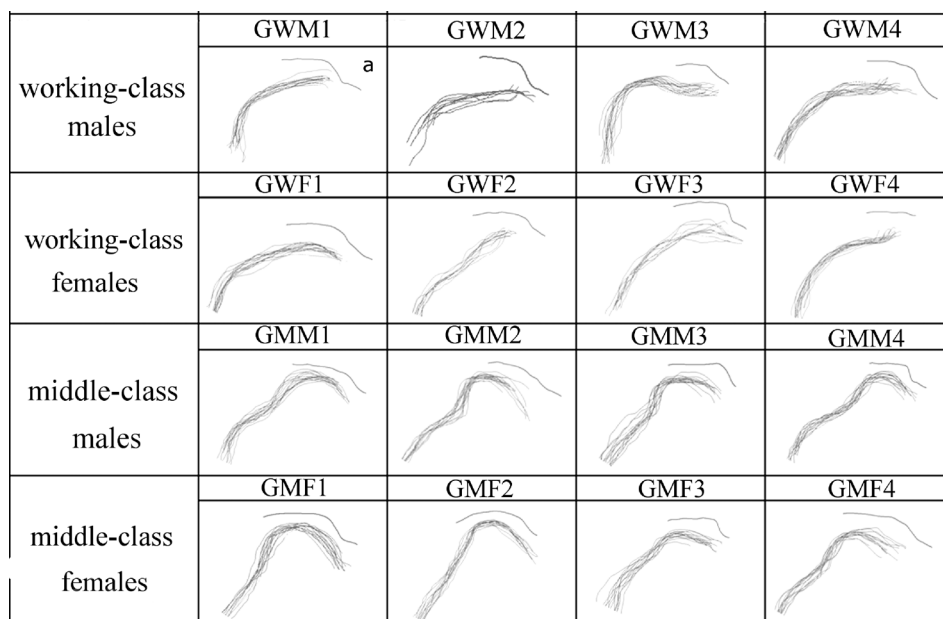 GWM1 GWM2 GWM3 GWM4
working-class
males
a
GWF1 GWF2 GWF3 GWF4
working-class
females
GMM1 GMM2 GMM3 GMM4
middle-class
males
GMF1 GMF2 GMF3 GMF4
middle-class
females